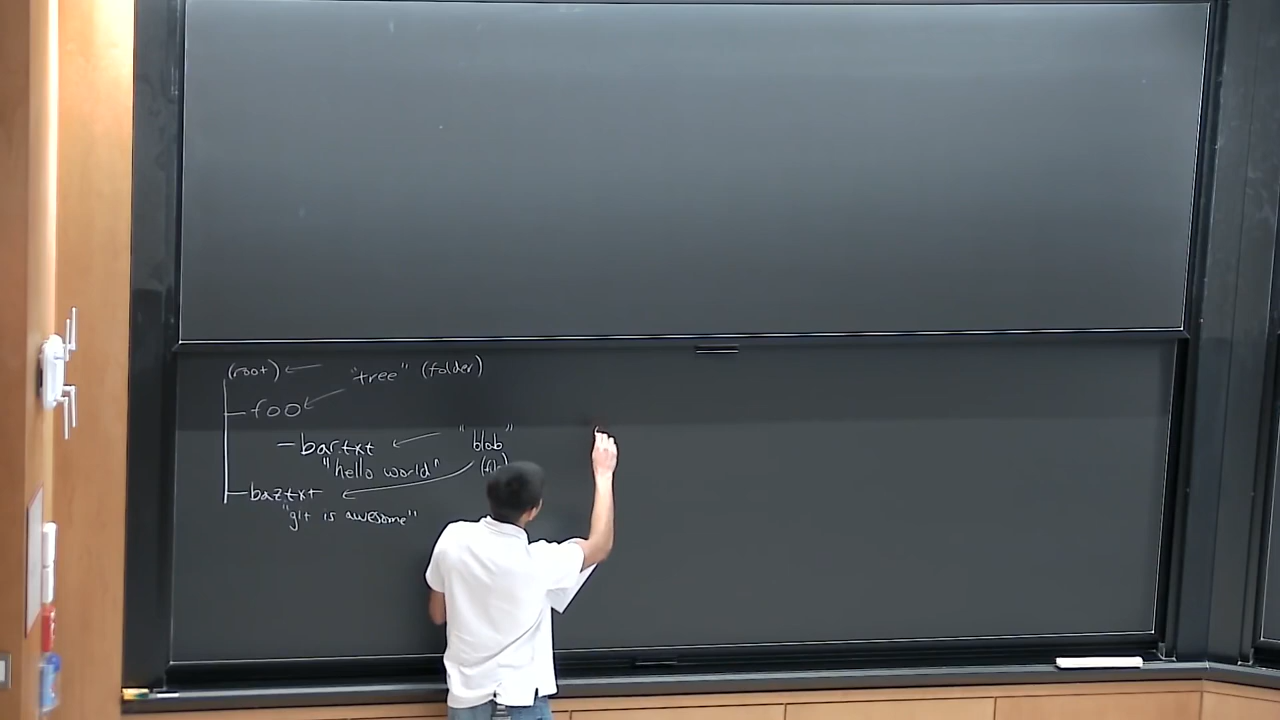 (root) ← "tree" (folder)
foo
- bar.txt ← "blob"
"hello world" (file)
baz.txt
"git is awesome"